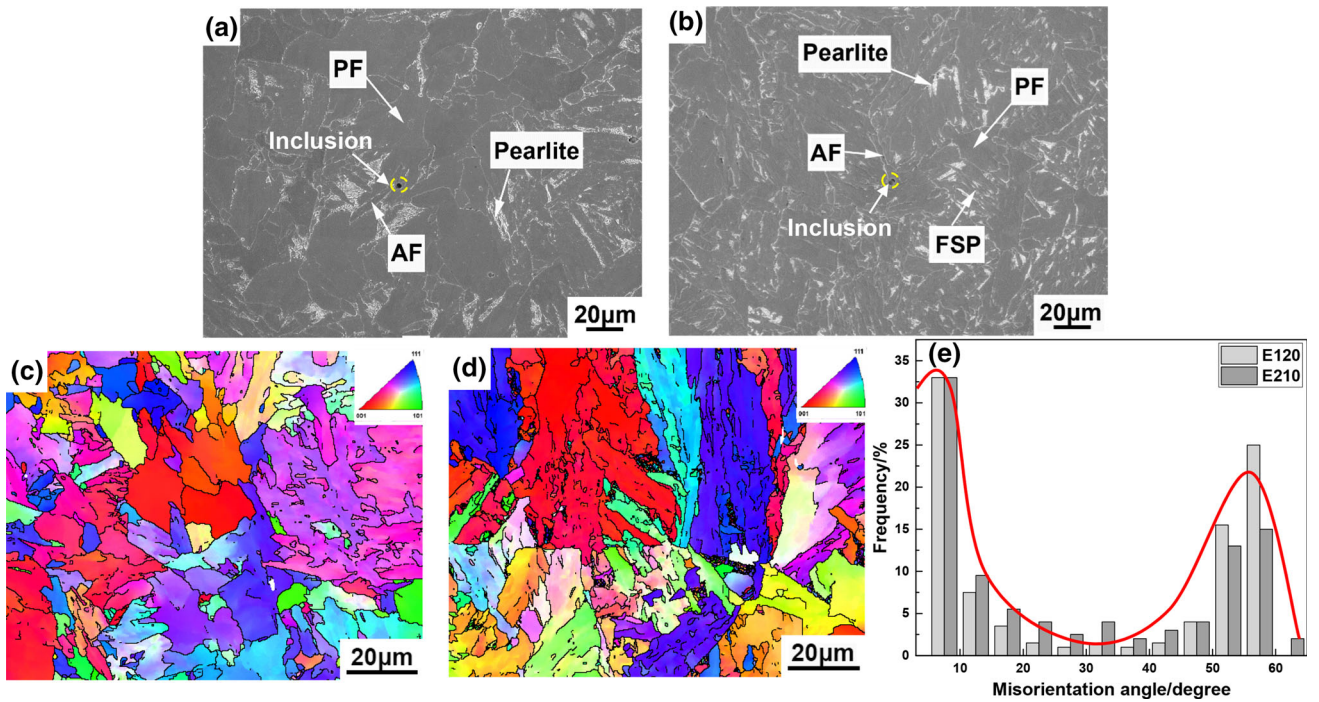 (a)
PF
Inclusion
Pearlite
AF
20μm
(b)
Pearlite
PF
AF
Inclusion
FSP
20μm
(c)
111
001
101
20μm
(d)
111
001
101
20μm
(e)
E120
E210
Frequency/%
35
30
25
20
15
10
5
0
10
20
30
40
50
60
Misorientation angle/degree